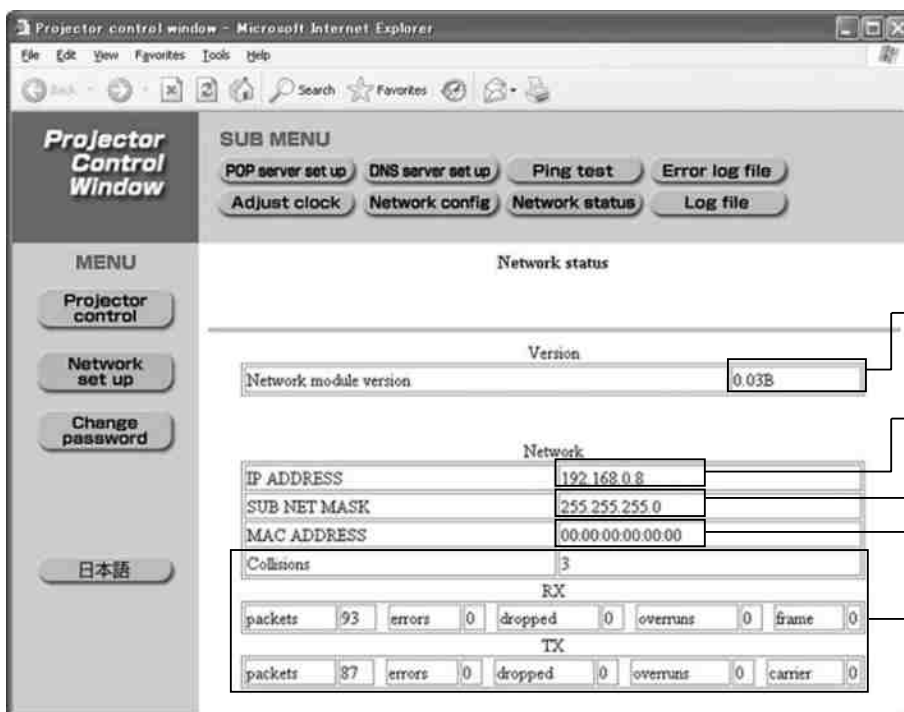 Projector control window - Microsoft Internet Explorer
File Edit View Favorites Tools Help
Back Search Favorites
Projector
Control
Window
SUB MENU
POP server set up DNS server set up Ping test Error log file
Adjust clock Network config Network status Log file
MENU
Projector
control
Network
set up
Change
password
日本語
Network status
Version
Network module version 0.03B
Network
IP ADDRESS 192.168.0.8
SUB NET MASK 255.255.255.0
MAC ADDRESS 00:00:00:00:00:00
Collisions 3
RX
packets 93 errors 0 dropped 0 overruns 0 frame 0
TX
packets 87 errors 0 dropped 0 overruns 0 carrier 0